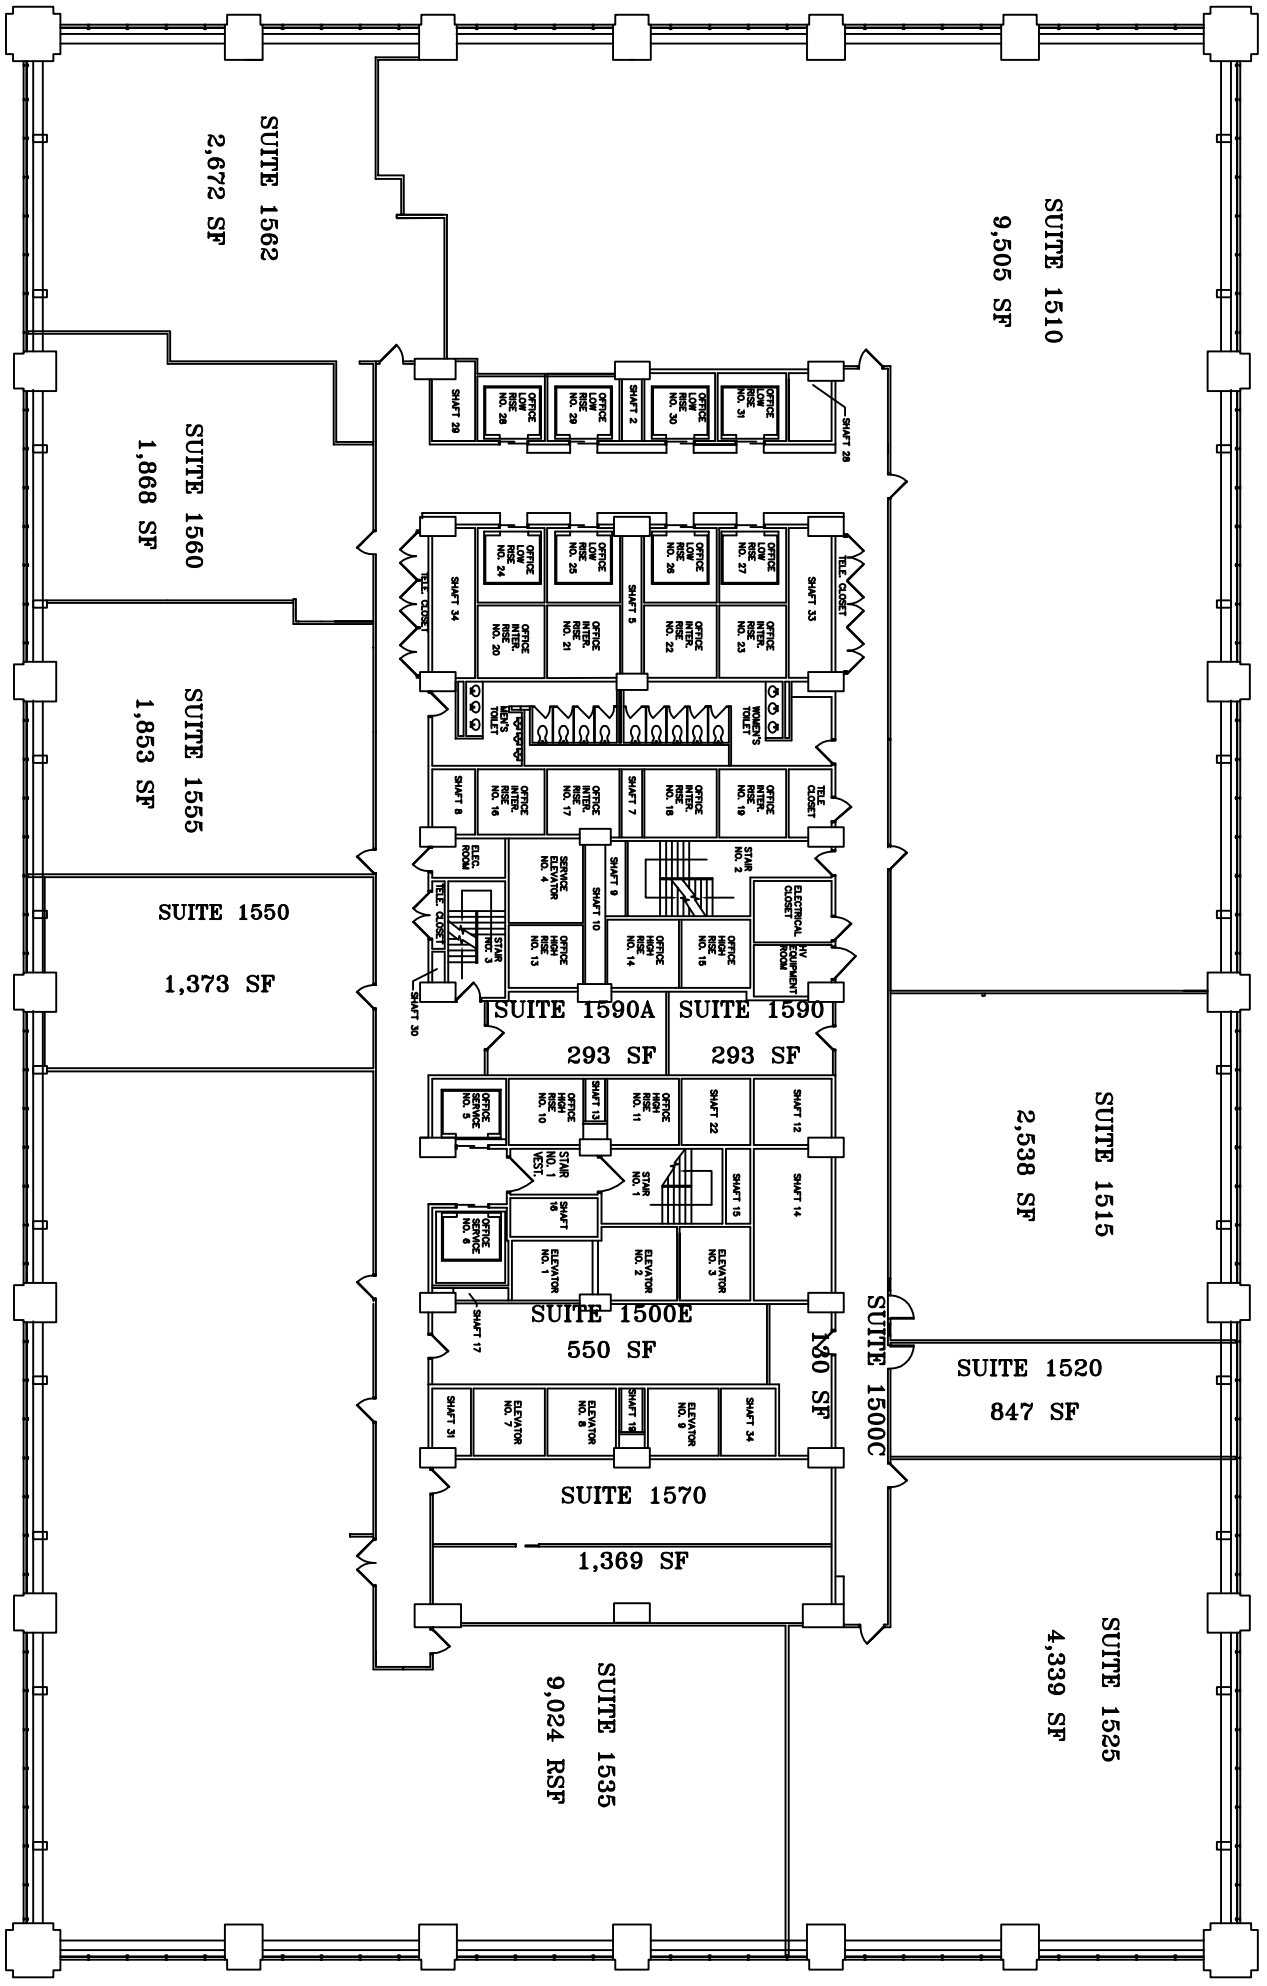 SUITE 1562
2,672 SF
SUITE 1510
9,505 SF
SHAFT 29
OFFICE
LOW
RISE
NO. 28
OFFICE
LOW
RISE
NO. 29
SHAFT 2
OFFICE
LOW
RISE
NO. 30
OFFICE
LOW
RISE
NO. 31
SHAFT 28
SUITE 1560
1,868 SF
TELE. CLOSET
SHAFT 34
OFFICE
LOW
RISE
NO. 24
OFFICE
LOW
RISE
NO. 25
SHAFT 5
OFFICE
LOW
RISE
NO. 26
OFFICE
LOW
RISE
NO. 27
SHAFT 33
TELE. CLOSET
OFFICE
INTER.
RISE
NO. 20
OFFICE
INTER.
RISE
NO. 21
OFFICE
INTER.
RISE
NO. 22
OFFICE
INTER.
RISE
NO. 23
SUITE 1555
1,853 SF
MEN'S
TOILET
WOMEN'S
TOILET
SHAFT 8
OFFICE
INTER.
RISE
NO. 16
OFFICE
INTER.
RISE
NO. 17
SHAFT 7
OFFICE
INTER.
RISE
NO. 18
OFFICE
INTER.
RISE
NO. 19
TELE
CLOSET
ELEC.
ROOM
SERVICE
ELEVATOR
NO. 4
SHAFT 9
SHAFT 10
STAIR
NO. 2
ELECTRICAL
CLOSET
TELE. CLOSET
STAIR
NO. 3
OFFICE
HIGH
RISE
NO. 13
OFFICE
HIGH
RISE
NO. 14
OFFICE
HIGH
RISE
NO. 15
HV
EQUIPMENT
ROOM
SHAFT 30
SUITE 1550
1,373 SF
SUITE 1590A
293 SF
SUITE 1590
293 SF
OFFICE
SERVICE
NO. 5
OFFICE
HIGH
RISE
NO. 10
SHAFT 13
OFFICE
HIGH
RISE
NO. 11
SHAFT 22
SHAFT 12
SUITE 1515
2,538 SF
STAIR
NO. 1
VEST.
STAIR
NO. 1
SHAFT 15
SHAFT 14
SHAFT
16
OFFICE
SERVICE
NO. 6
ELEVATOR
NO. 1
ELEVATOR
NO. 2
ELEVATOR
NO. 3
SHAFT 17
SUITE 1500E
550 SF
SUITE 1500C
130 SF
SUITE 1520
847 SF
SHAFT 31
ELEVATOR
NO. 7
ELEVATOR
NO. 8
SHAFT 19
ELEVATOR
NO. 9
SHAFT 34
SUITE 1570
1,369 SF
SUITE 1535
9,024 RSF
SUITE 1525
4,339 SF